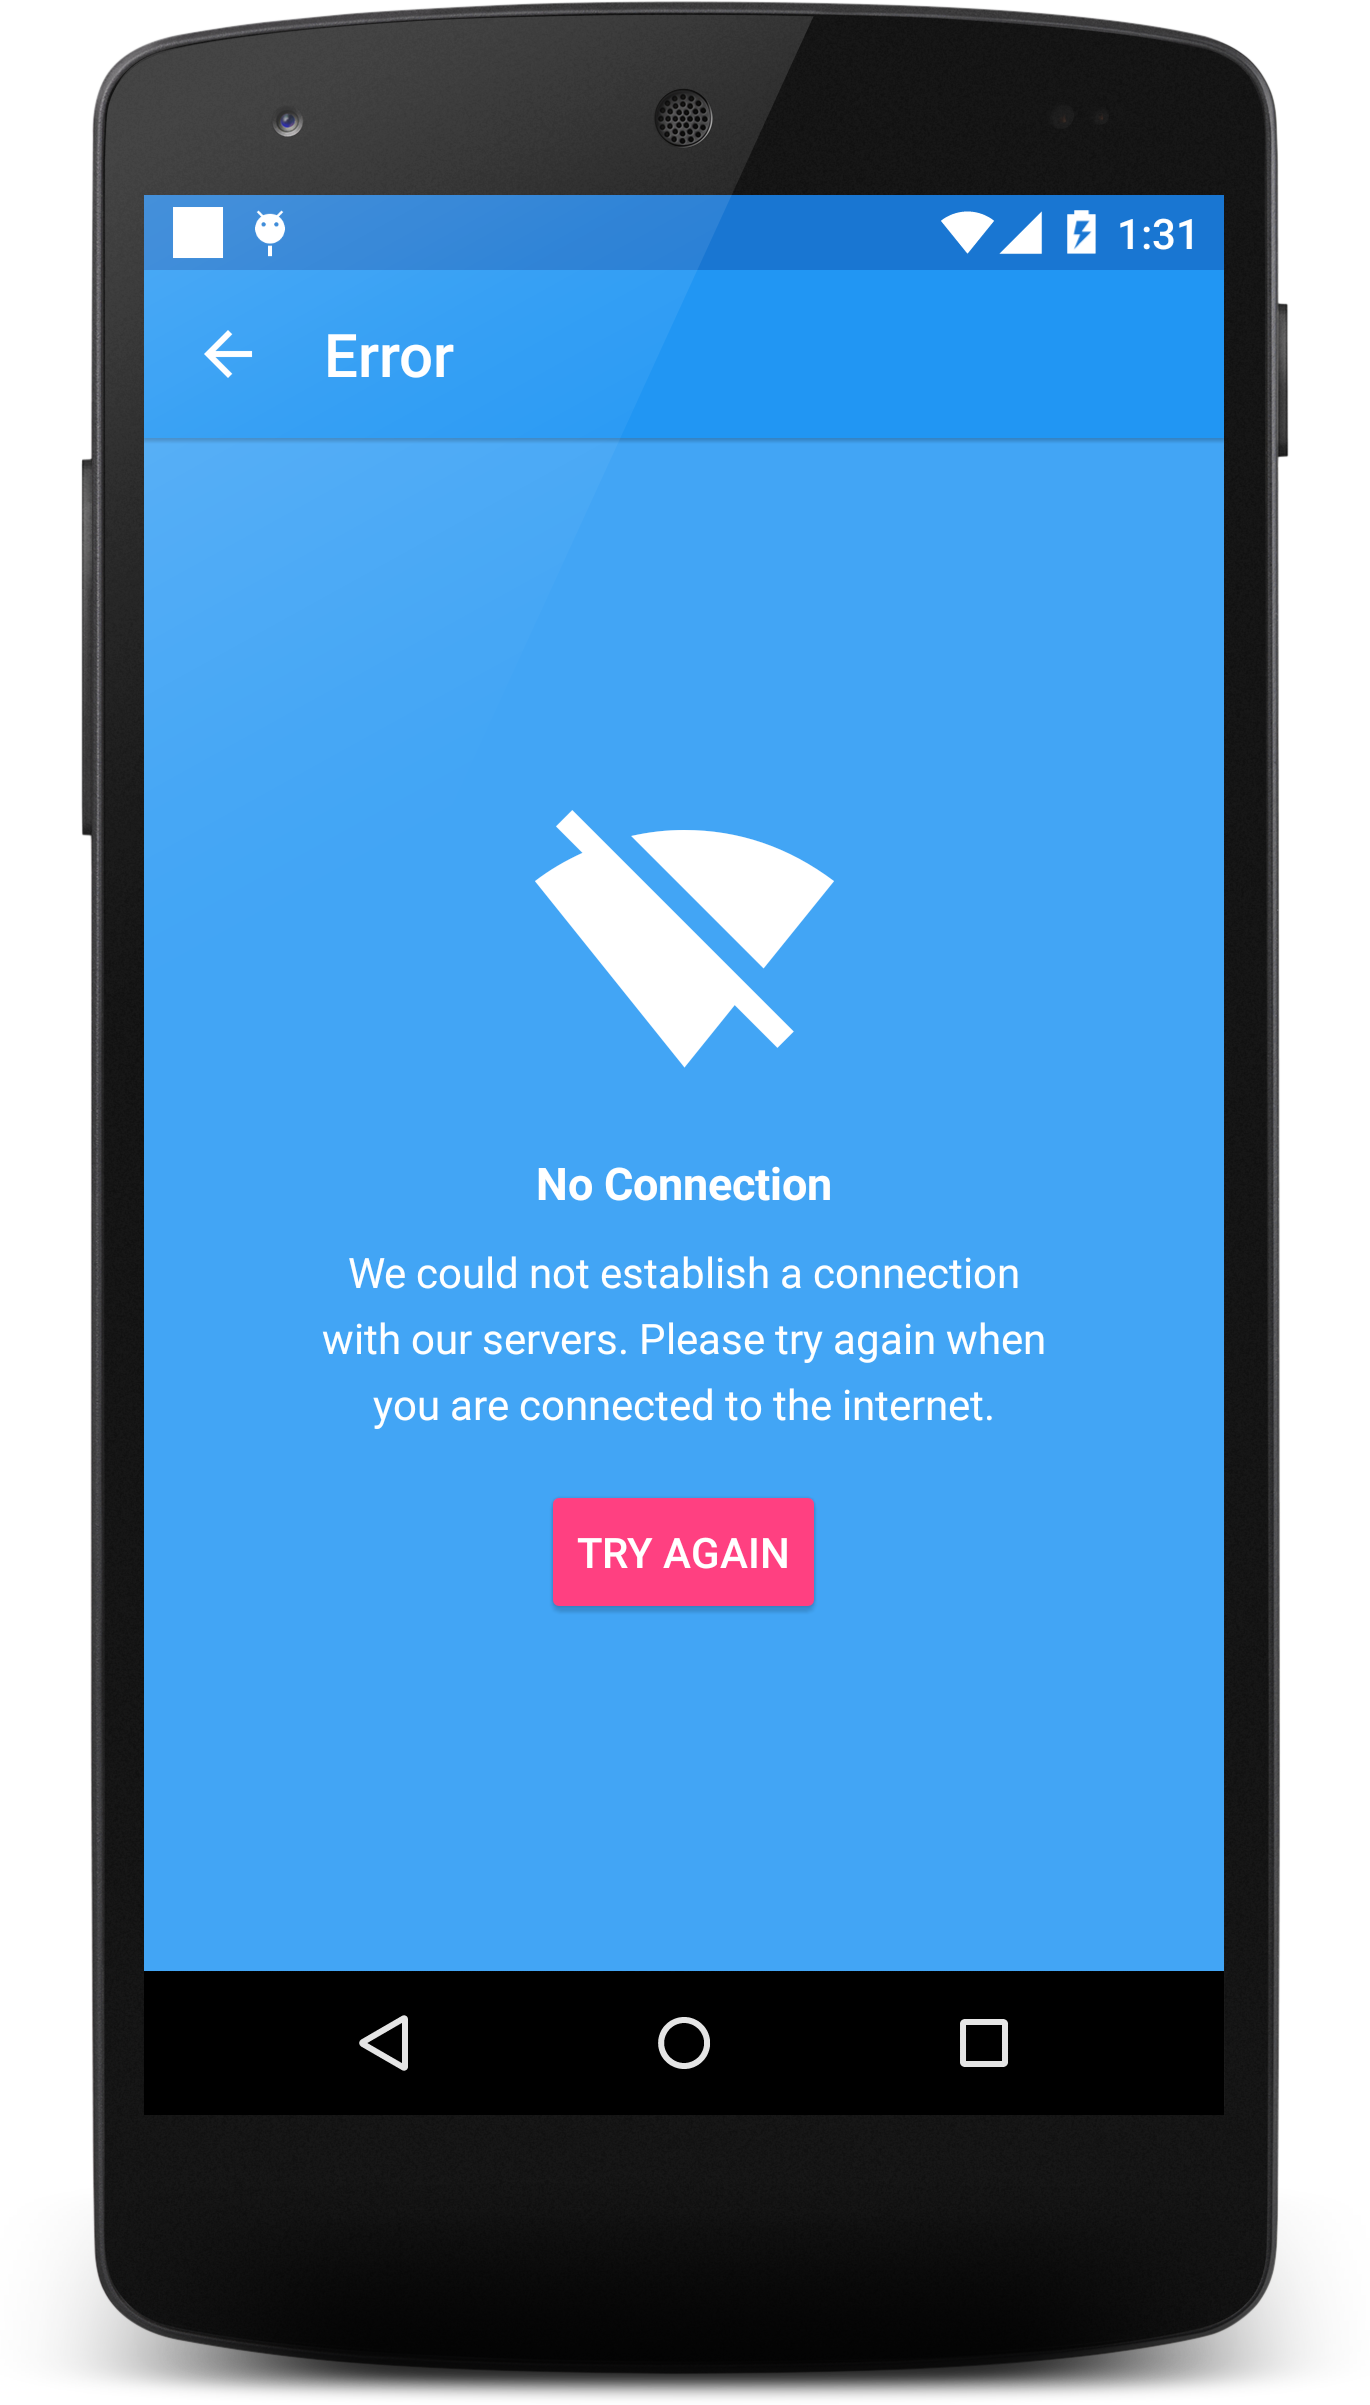 1:31
Error
No Connection
We could not establish a connection
with our servers. Please try again when
you are connected to the internet.
TRY AGAIN